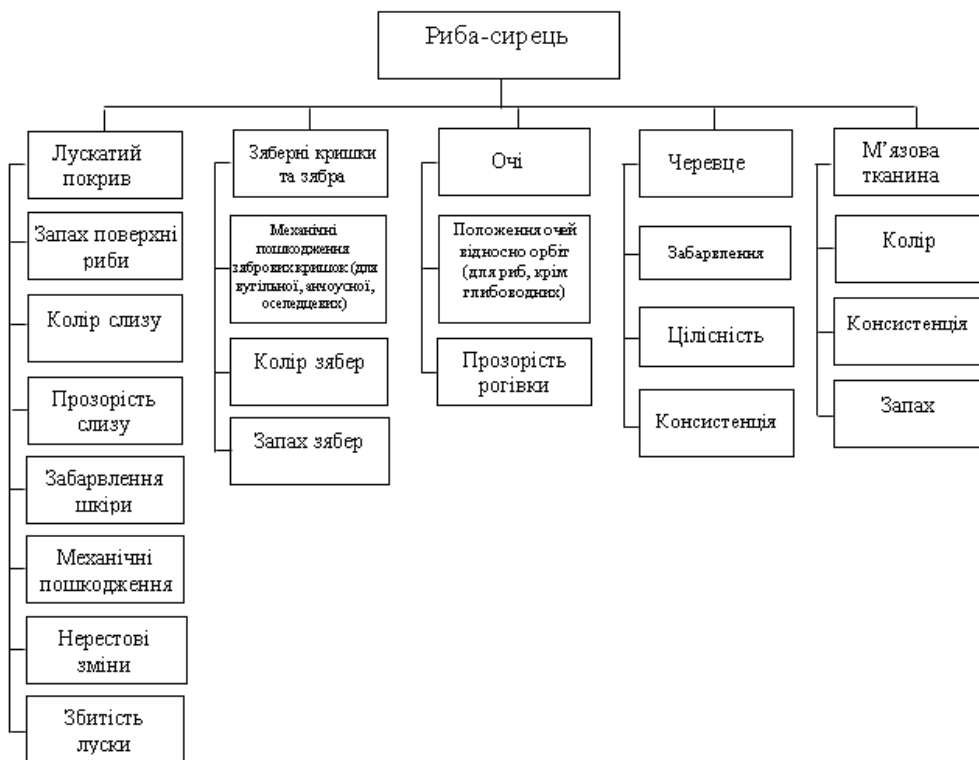 Риба-сирець
Лускатий
покрив
Запах поверхні
риби
Колір слизу
Прозорість
слизу
Забарвлення
шкіри
Механічні
пошкодження
Нерестові
зміни
Збитість
луски
Зяберні кришки
та зябра
Механічні
пошкодження
зябрових кришок (для
вугільної, анчоусної,
оселедцевих)
Колір зябер
Запах зябер
Очі
Положення очей
відносно орбіт
(для риб, крім
глибоводних)
Прозорість
рогівки
Черевце
Забарвлення
Цілісність
Консистенція
М’язова
тканина
Колір
Консистенція
Запах